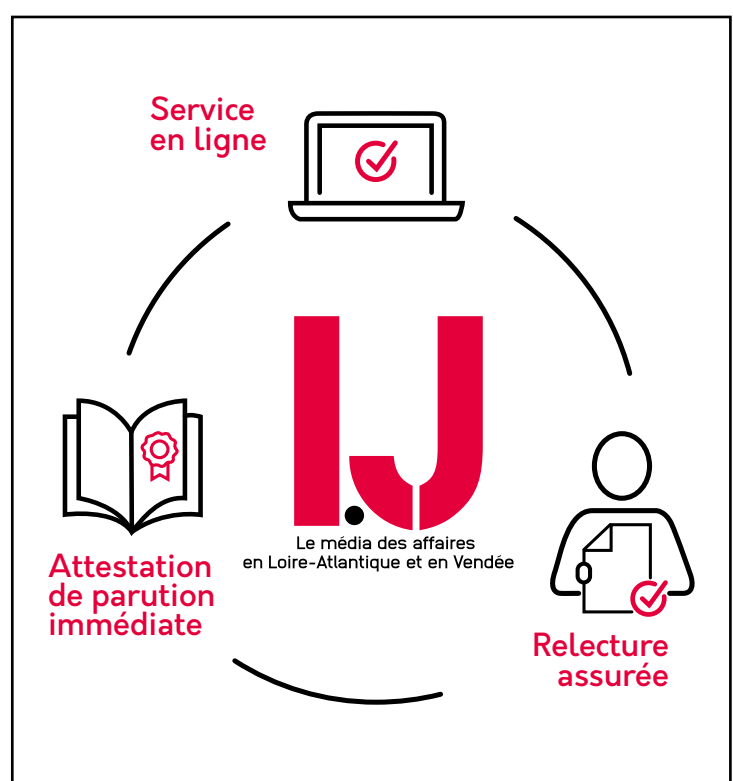 Service
en ligne
I.J
Le média des affaires
en Loire-Atlantique et en Vendée
Attestation
de parution
immédiate
Relecture
assurée